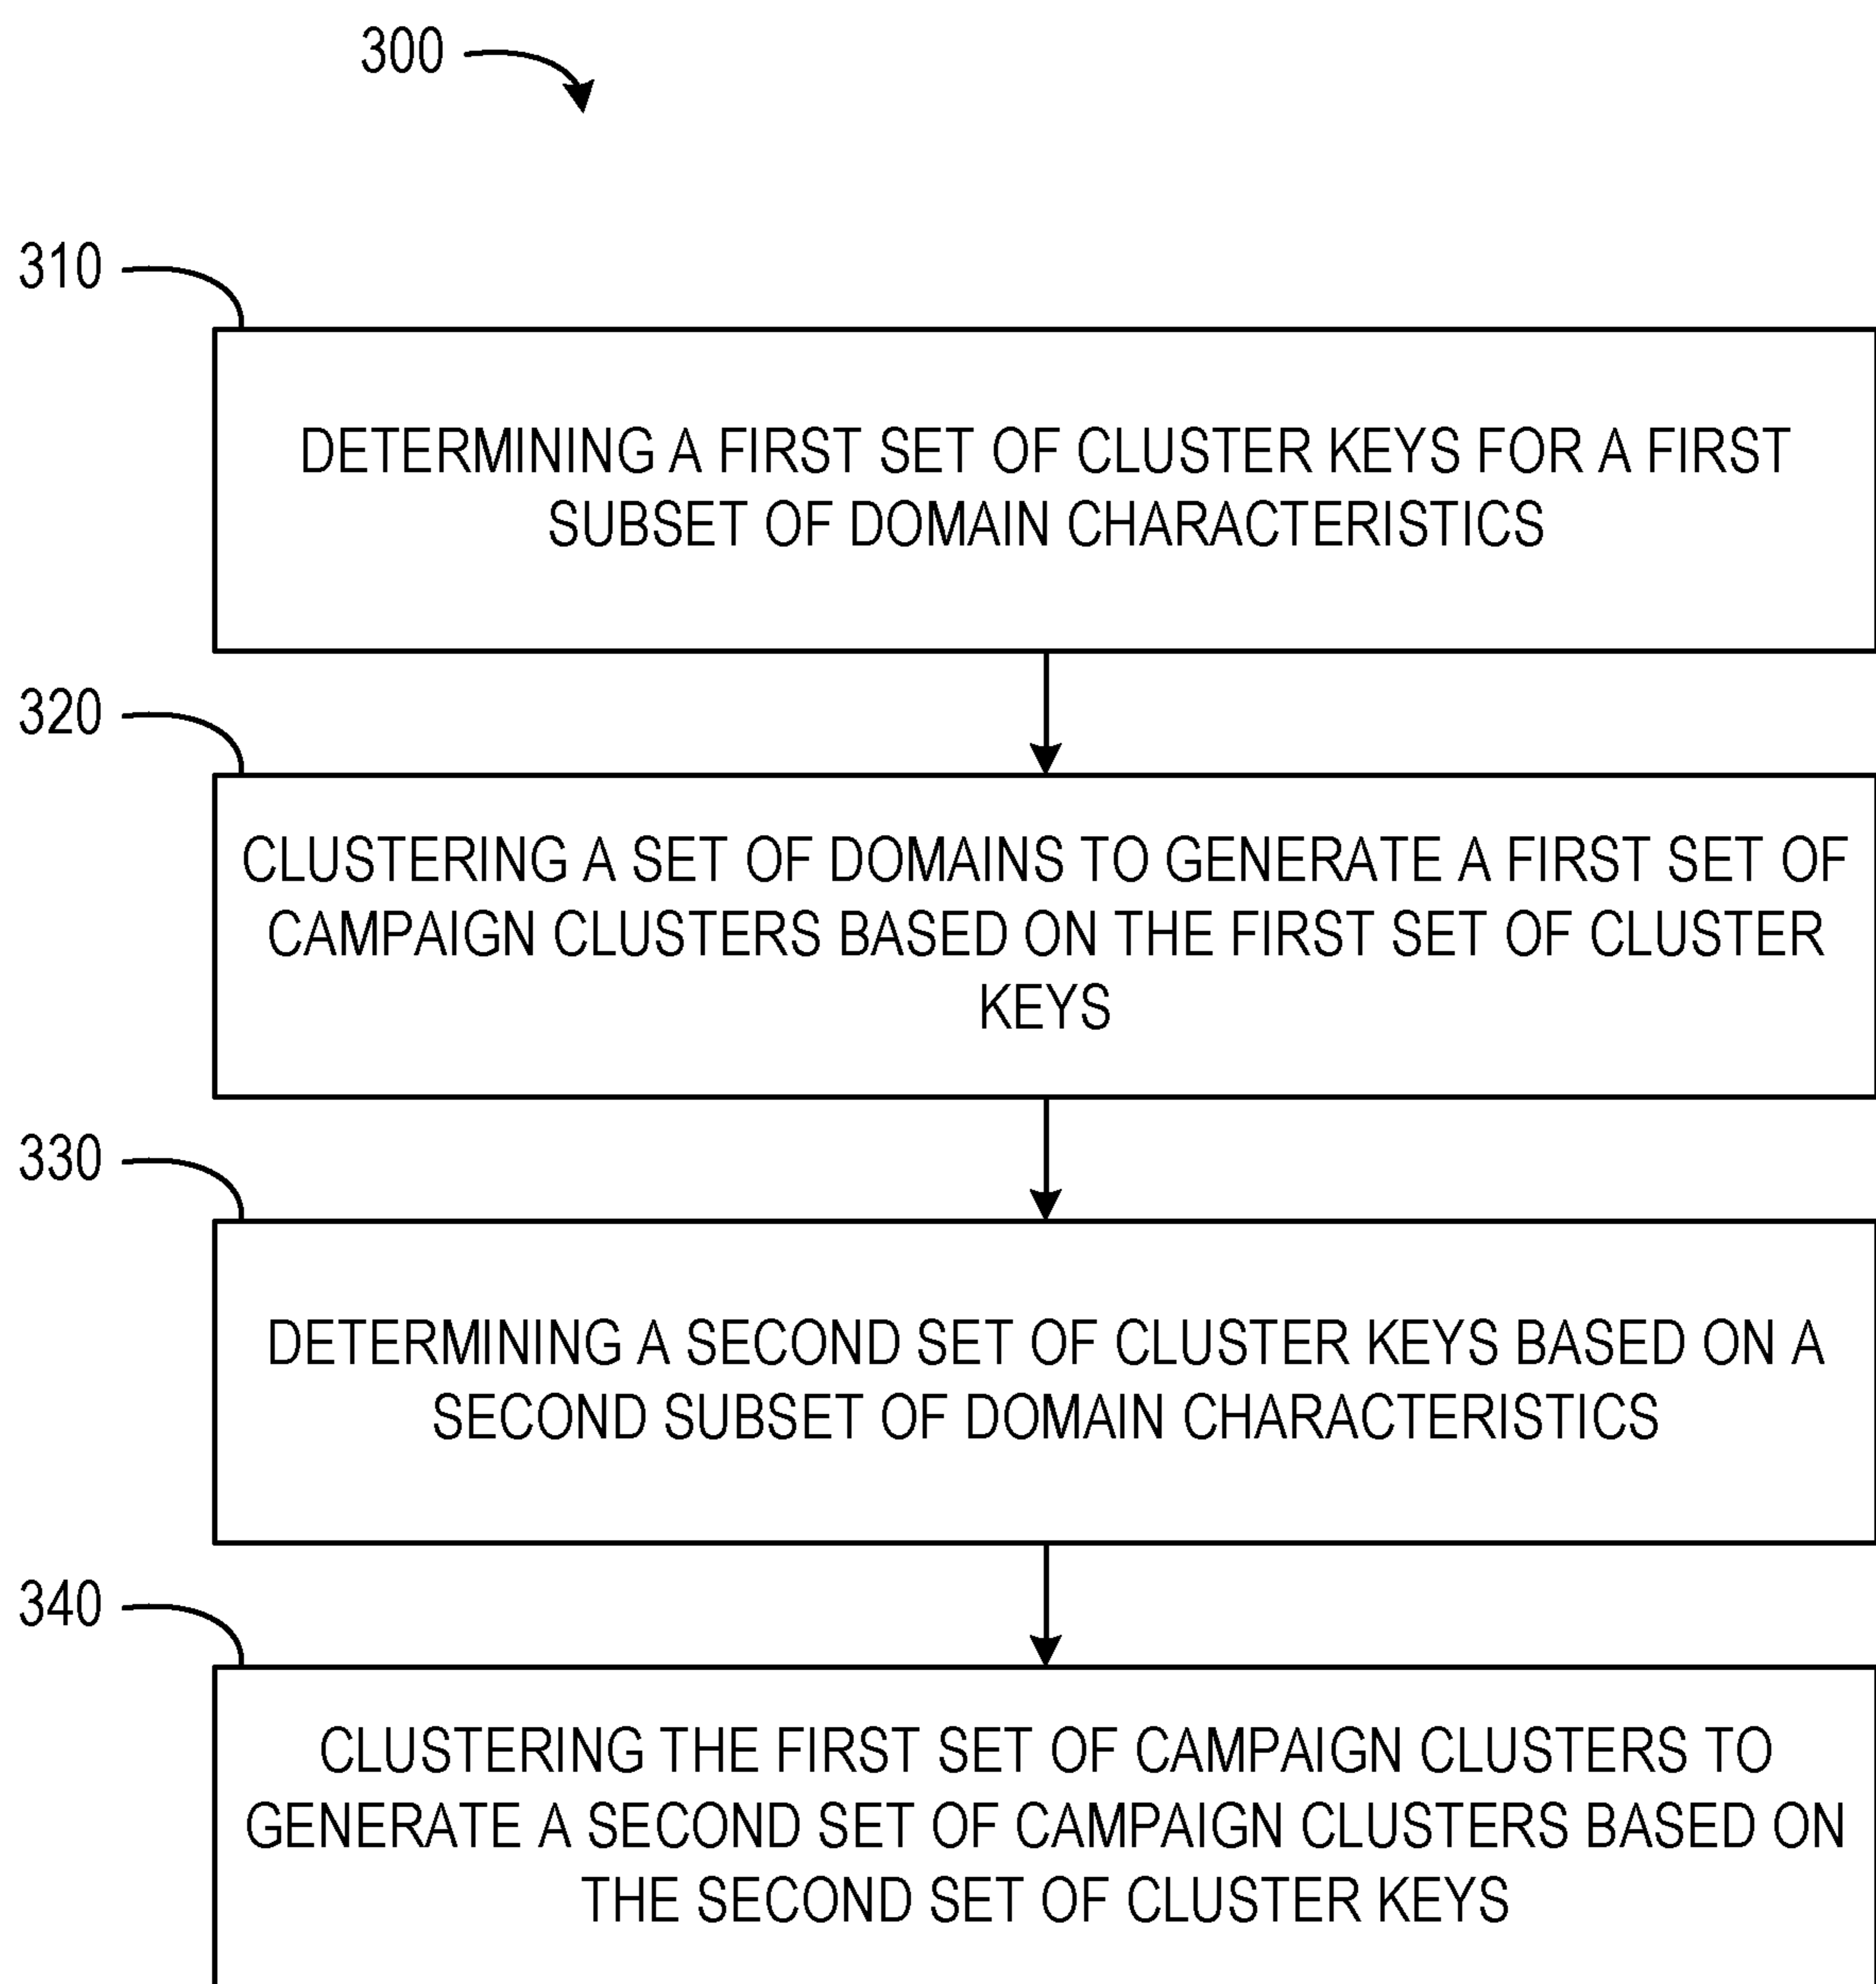 300
310
DETERMINING A FIRST SET OF CLUSTER KEYS FOR A FIRST
SUBSET OF DOMAIN CHARACTERISTICS
320
CLUSTERING A SET OF DOMAINS TO GENERATE A FIRST SET OF
CAMPAIGN CLUSTERS BASED ON THE FIRST SET OF CLUSTER
KEYS
330
DETERMINING A SECOND SET OF CLUSTER KEYS BASED ON A
SECOND SUBSET OF DOMAIN CHARACTERISTICS
340
CLUSTERING THE FIRST SET OF CAMPAIGN CLUSTERS TO
GENERATE A SECOND SET OF CAMPAIGN CLUSTERS BASED ON
THE SECOND SET OF CLUSTER KEYS